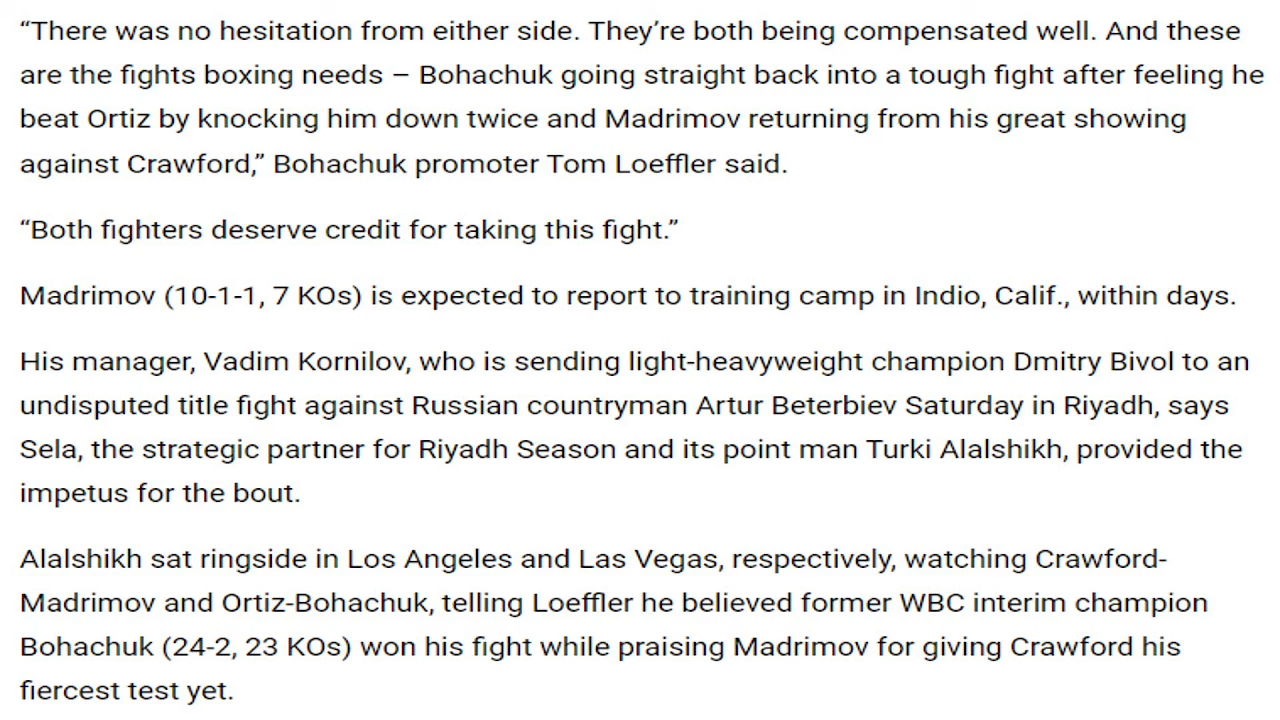 “There was no hesitation from either side. They’re both being compensated well. And these
are the fights boxing needs – Bohachuk going straight back into a tough fight after feeling he
beat Ortiz by knocking him down twice and Madrimov returning from his great showing
against Crawford,” Bohachuk promoter Tom Loeffler said.
“Both fighters deserve credit for taking this fight.”
Madrimov (10-1-1, 7 KOs) is expected to report to training camp in Indio, Calif., within days.
His manager, Vadim Kornilov, who is sending light-heavyweight champion Dmitry Bivol to an
undisputed title fight against Russian countryman Artur Beterbiev Saturday in Riyadh, says
Sela, the strategic partner for Riyadh Season and its point man Turki Alalshikh, provided the
impetus for the bout.
Alalshikh sat ringside in Los Angeles and Las Vegas, respectively, watching Crawford-
Madrimov and Ortiz-Bohachuk, telling Loeffler he believed former WBC interim champion
Bohachuk (24-2, 23 KOs) won his fight while praising Madrimov for giving Crawford his
fiercest test yet.